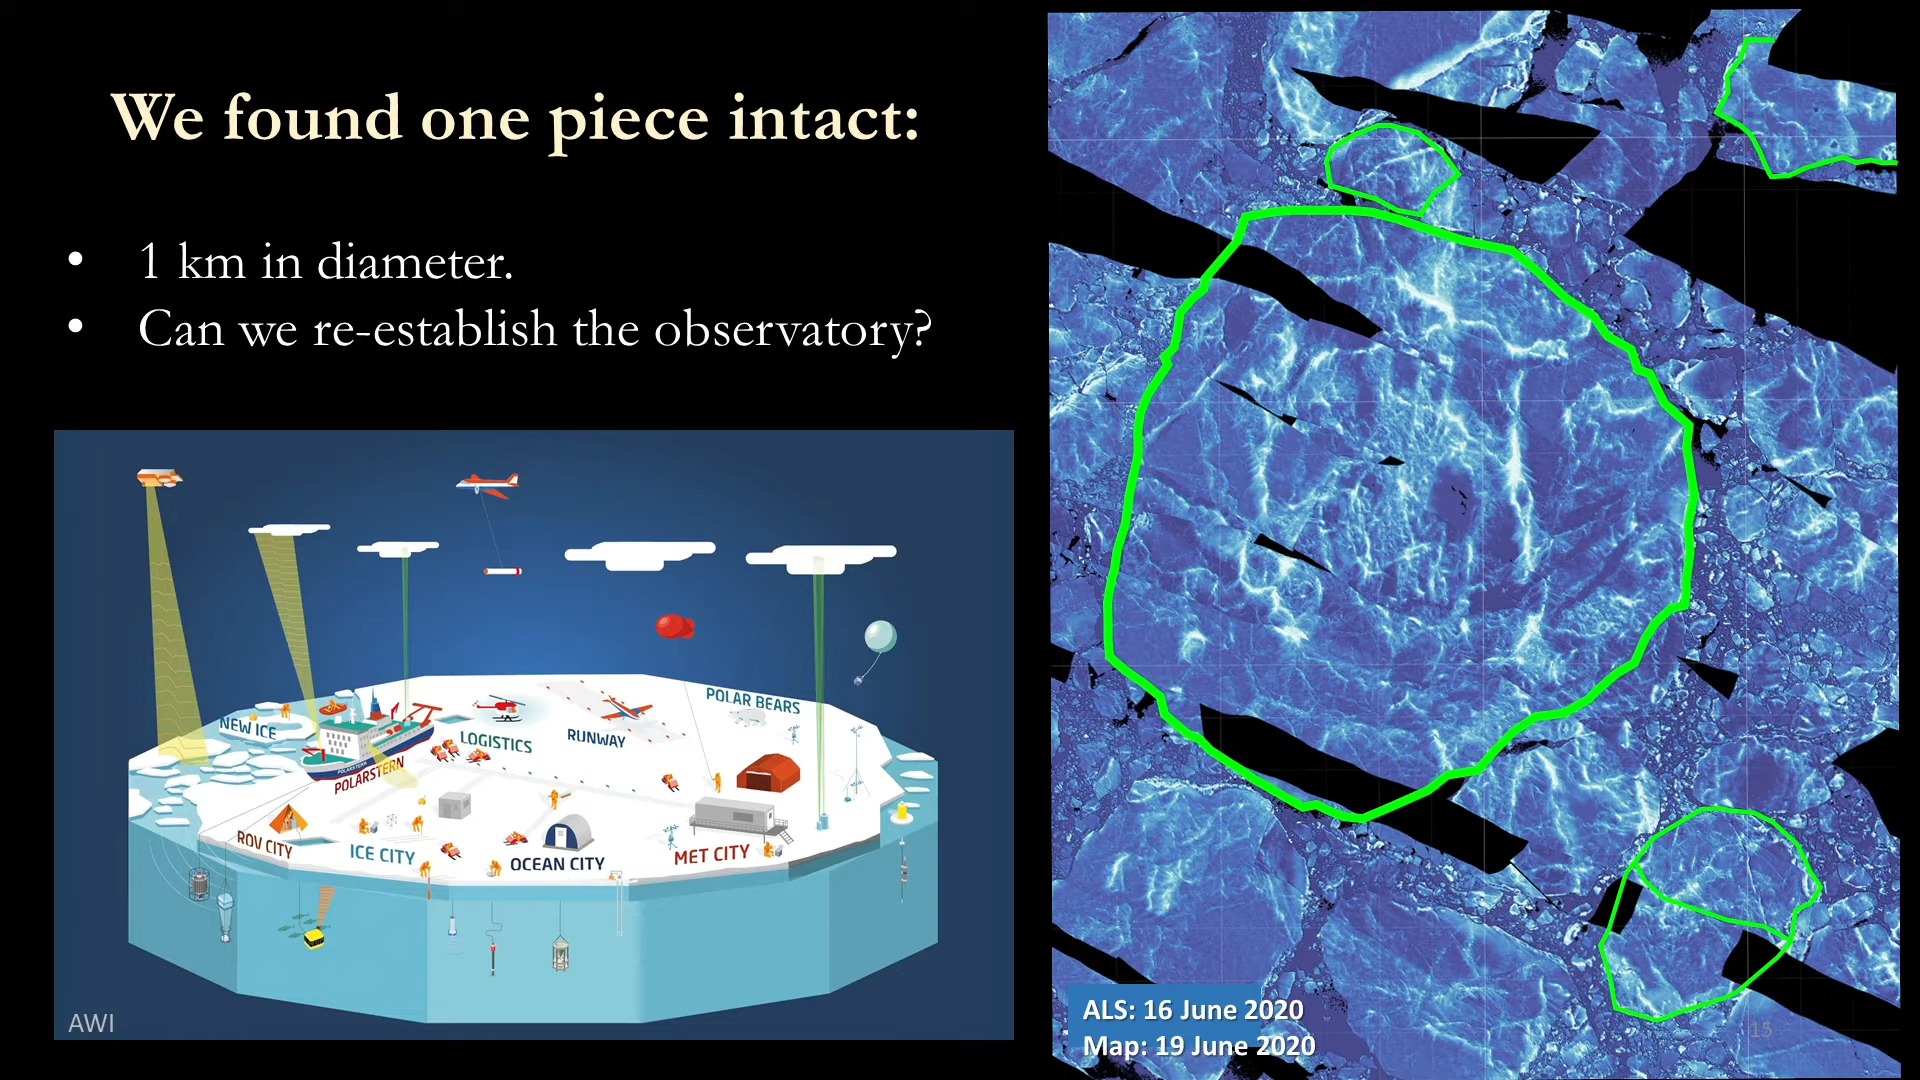 We found one piece intact:
• 1 km in diameter.
• Can we re-establish the observatory?
POLAR BEARS
NEW ICE
LOGISTICS
RUNWAY
POLARSTERN
POLARSTERN
ROV CITY
ICE CITY
OCEAN CITY
MET CITY
AWI
ALS: 16 June 2020
Map: 19 June 2020
15